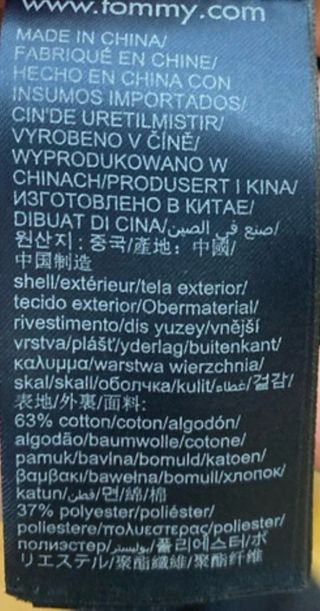 www.tommy.com
MADE IN CHINA/
FABRIQUÉ EN CHINE/
HECHO EN CHINA CON
INSUMOS IMPORTADOS/
CIN'DE URETILMISTIR/
VYROBENO V ČÍNĚ/
WYPRODUKOWANO W
CHINACH/PRODUSERT I KINA/
ИЗГОТОВЛЕНО В КИТАЕ/
DIBUAT DI CINA/صنع في الصين/
원산지 : 중국/產地：中國/
中国制造
shell/extérieur/tela exterior/
tecido exterior/Obermaterial/
rivestimento/dis yuzey/vnější
vrstva/plášť/yderlag/buitenkant/
καλυμμα/warstwa wierzchnia/
skal/skall/оболчка/kulit/غطاء/겉감/
表地/外裏/面料:
63% cotton/coton/algodón/
algodão/baumwolle/cotone/
pamuk/bavlna/bomuld/katoen/
βαμβακι/bawełna/bomull/хлопок/
katun/قطن/면/綿/棉
37% polyester/poliéster/
poliestere/πολυεστερας/poliester/
полиэстер/بوليستر/폴리에스터/ポ
リエステル/聚酯纖維/聚酯纤维